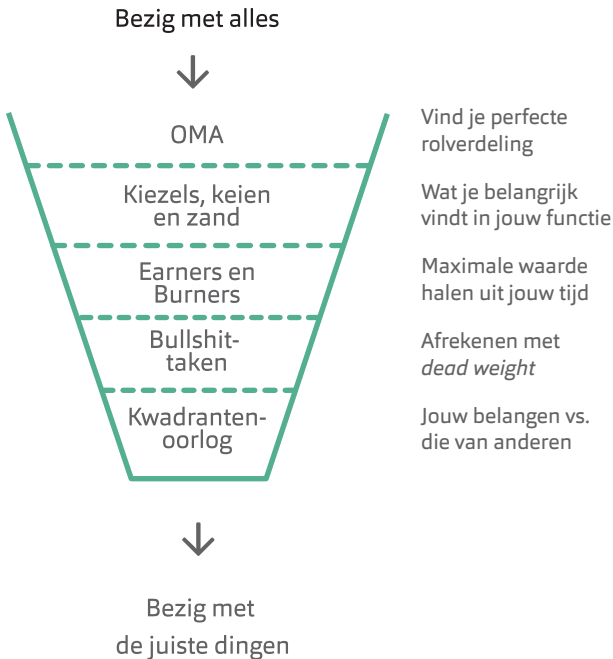 Bezig met alles
OMA
Vind je perfecte
rolverdeling
Kiezels, keien
en zand
Wat je belangrijk
vindt in jouw functie
Earners en
Burners
Maximale waarde
halen uit jouw tijd
Bullshit-
taken
Afrekenen met
dead weight
Kwadranten-
oorlog
Jouw belangen vs.
die van anderen
Bezig met
de juiste dingen